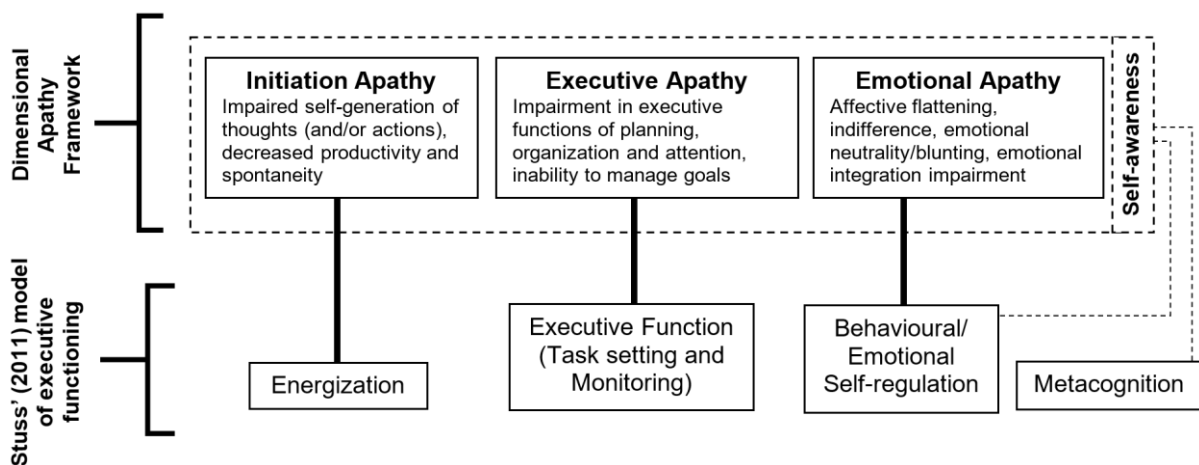 Dimensional
Apathy
Framework
Initiation Apathy
Impaired self-generation of
thoughts (and/or actions),
decreased productivity and
spontaneity
Executive Apathy
Impairment in executive
functions of planning,
organization and attention,
inability to manage goals
Emotional Apathy
Affective flattening,
indifference, emotional
neutrality/blunting, emotional
integration impairment
Self-awareness
Stuss’ (2011) model
of executive
functioning
Energization
Executive Function
(Task setting and
Monitoring)
Behavioural/
Emotional
Self-regulation
Metacognition